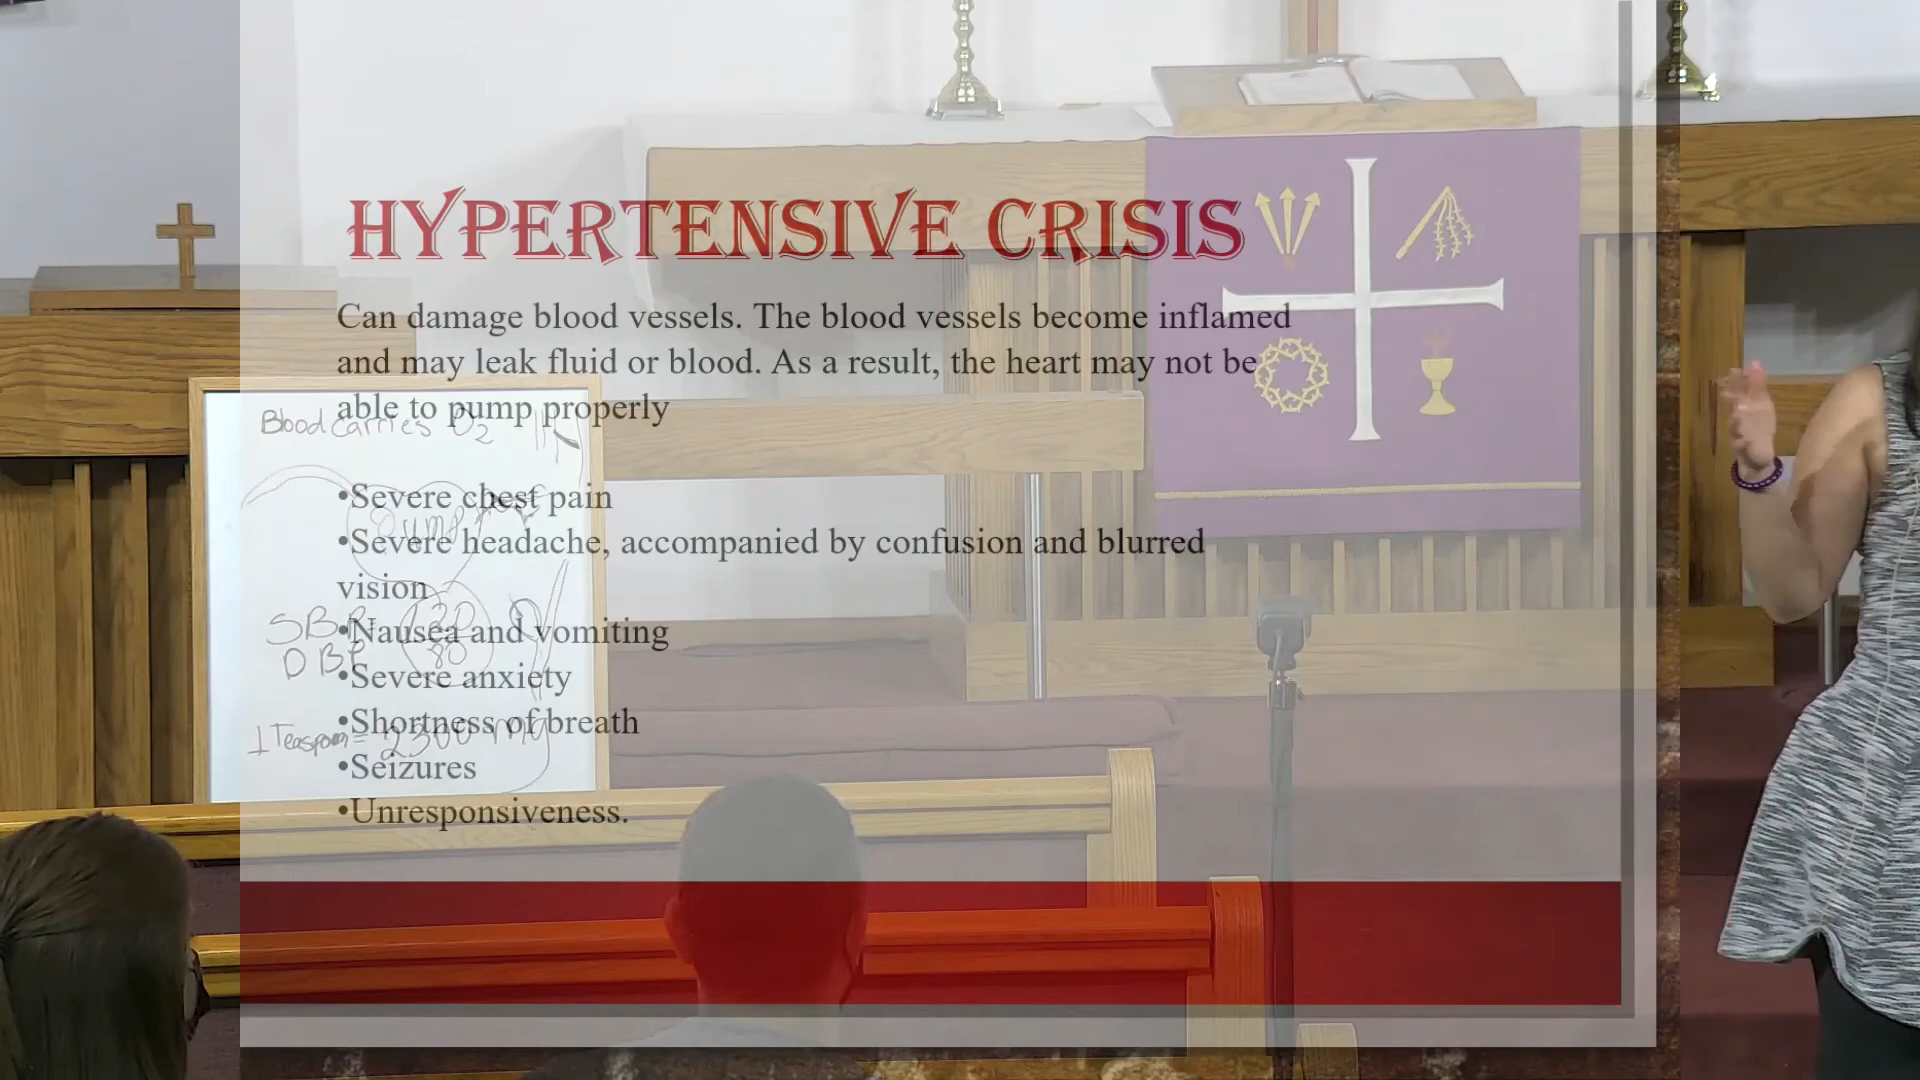 HYPERTENSIVE CRISIS
Can damage blood vessels. The blood vessels become inflamed
and may leak fluid or blood. As a result, the heart may not be
able to pump properly
•Severe chest pain
•Severe headache, accompanied by confusion and blurred
vision
•Nausea and vomiting
•Severe anxiety
•Shortness of breath
•Seizures
•Unresponsiveness.
Blood carries O2
Pump
SBP 120
DBP 80
1 Teaspoon = 2300 mg